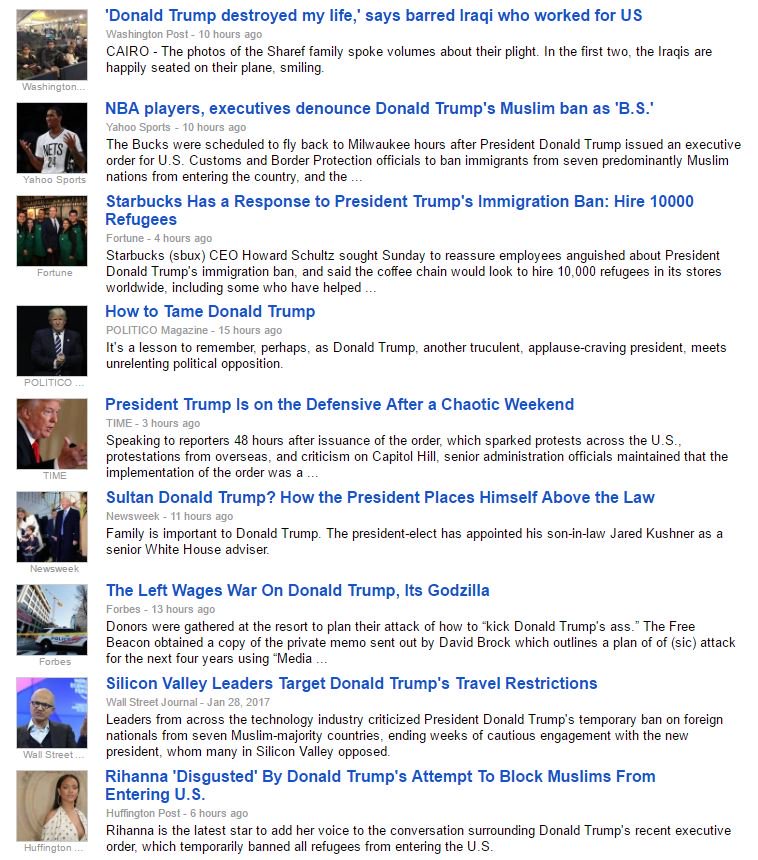 'Donald Trump destroyed my life,' says barred Iraqi who worked for US
Washington Post - 10 hours ago
CAIRO - The photos of the Sharef family spoke volumes about their plight. In the first two, the Iraqis are
happily seated on their plane, smiling.
Washington...
NBA players, executives denounce Donald Trump's Muslim ban as 'B.S.'
Yahoo Sports - 10 hours ago
The Bucks were scheduled to fly back to Milwaukee hours after President Donald Trump issued an executive
order for U.S. Customs and Border Protection officials to ban immigrants from seven predominantly Muslim
nations from entering the country, and the ...
NETS
24
Yahoo Sports
Starbucks Has a Response to President Trump's Immigration Ban: Hire 10000
Refugees
Fortune - 4 hours ago
Starbucks (sbux) CEO Howard Schultz sought Sunday to reassure employees anguished about President
Donald Trump's immigration ban, and said the coffee chain would look to hire 10,000 refugees in its stores
worldwide, including some who have helped ...
Fortune
How to Tame Donald Trump
POLITICO Magazine - 15 hours ago
It's a lesson to remember, perhaps, as Donald Trump, another truculent, applause-craving president, meets
unrelenting political opposition.
POLITICO ...
President Trump Is on the Defensive After a Chaotic Weekend
TIME - 3 hours ago
Speaking to reporters 48 hours after issuance of the order, which sparked protests across the U.S.,
protestations from overseas, and criticism on Capitol Hill, senior administration officials maintained that the
implementation of the order was a ...
TIME
Sultan Donald Trump? How the President Places Himself Above the Law
Newsweek - 11 hours ago
Family is important to Donald Trump. The president-elect has appointed his son-in-law Jared Kushner as a
senior White House adviser.
Newsweek
The Left Wages War On Donald Trump, Its Godzilla
Forbes - 13 hours ago
Donors were gathered at the resort to plan their attack of how to “kick Donald Trump's ass.” The Free
Beacon obtained a copy of the private memo sent out by David Brock which outlines a plan of of (sic) attack
for the next four years using “Media ...
Forbes
Silicon Valley Leaders Target Donald Trump's Travel Restrictions
Wall Street Journal - Jan 28, 2017
Leaders from across the technology industry criticized President Donald Trump's temporary ban on foreign
nationals from seven Muslim-majority countries, ending weeks of cautious engagement with the new
president, whom many in Silicon Valley opposed.
Wall Street ...
Rihanna 'Disgusted' By Donald Trump's Attempt To Block Muslims From
Entering U.S.
Huffington Post - 6 hours ago
Rihanna is the latest star to add her voice to the conversation surrounding Donald Trump's recent executive
order, which temporarily banned all refugees from entering the U.S.
Huffington ...